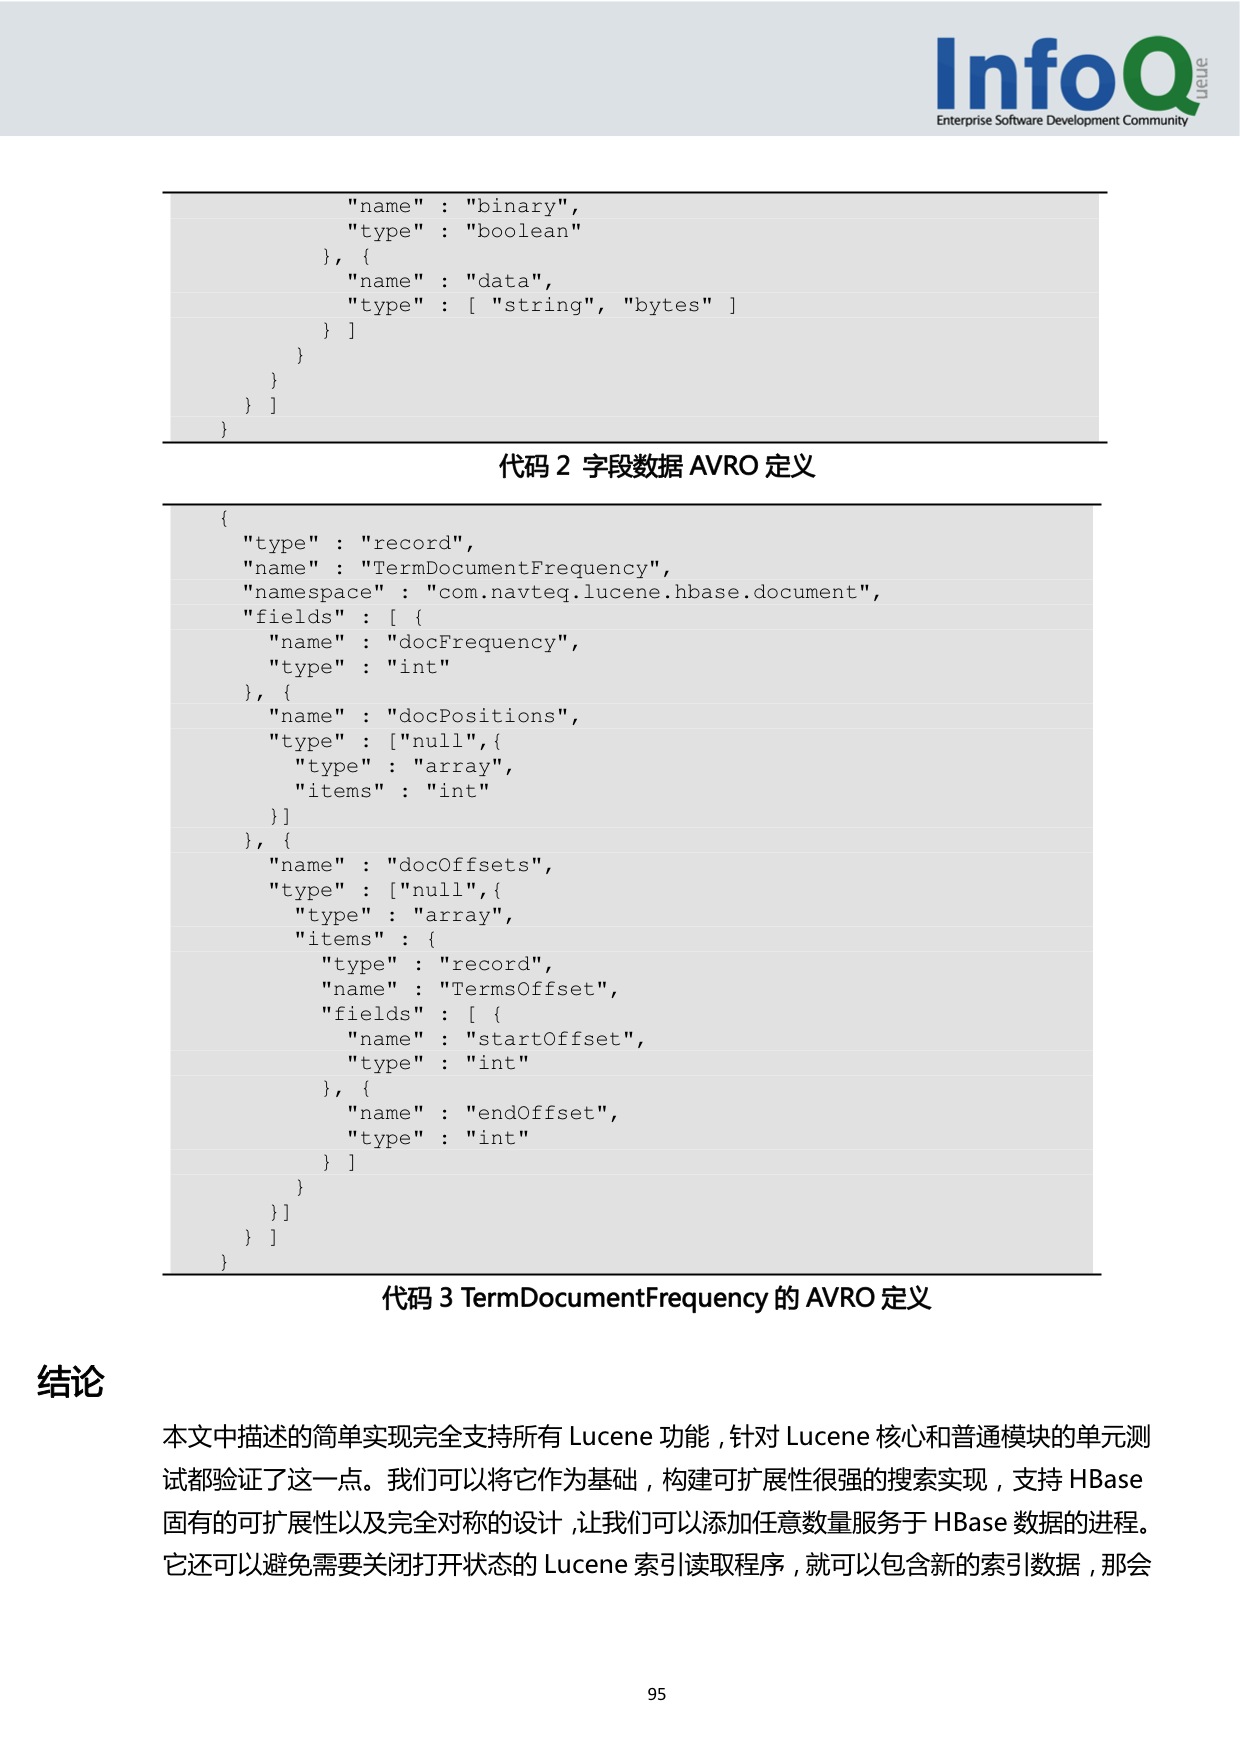 InfoQ
ueue
Enterprise Software Development Community
"name" : "binary",
"type" : "boolean"
}, {
"name" : "data",
"type" : [ "string", "bytes" ]
} ]
}
}
} ]
}
代码 2 字段数据 AVRO 定义
{
"type" : "record",
"name" : "TermDocumentFrequency",
"namespace" : "com.navteq.lucene.hbase.document",
"fields" : [ {
"name" : "docFrequency",
"type" : "int"
}, {
"name" : "docPositions",
"type" : ["null",{
"type" : "array",
"items" : "int"
}]
}, {
"name" : "docOffsets",
"type" : ["null",{
"type" : "array",
"items" : {
"type" : "record",
"name" : "TermsOffset",
"fields" : [ {
"name" : "startOffset",
"type" : "int"
}, {
"name" : "endOffset",
"type" : "int"
} ]
}
}]
} ]
}
代码 3 TermDocumentFrequency 的 AVRO 定义
结论
本文中描述的简单实现完全支持所有 Lucene 功能，针对 Lucene 核心和普通模块的单元测
试都验证了这一点。我们可以将它作为基础，构建可扩展性很强的搜索实现，支持 HBase
固有的可扩展性以及完全对称的设计，让我们可以添加任意数量服务于 HBase 数据的进程。
它还可以避免需要关闭打开状态的 Lucene 索引读取程序，就可以包含新的索引数据，那会
95